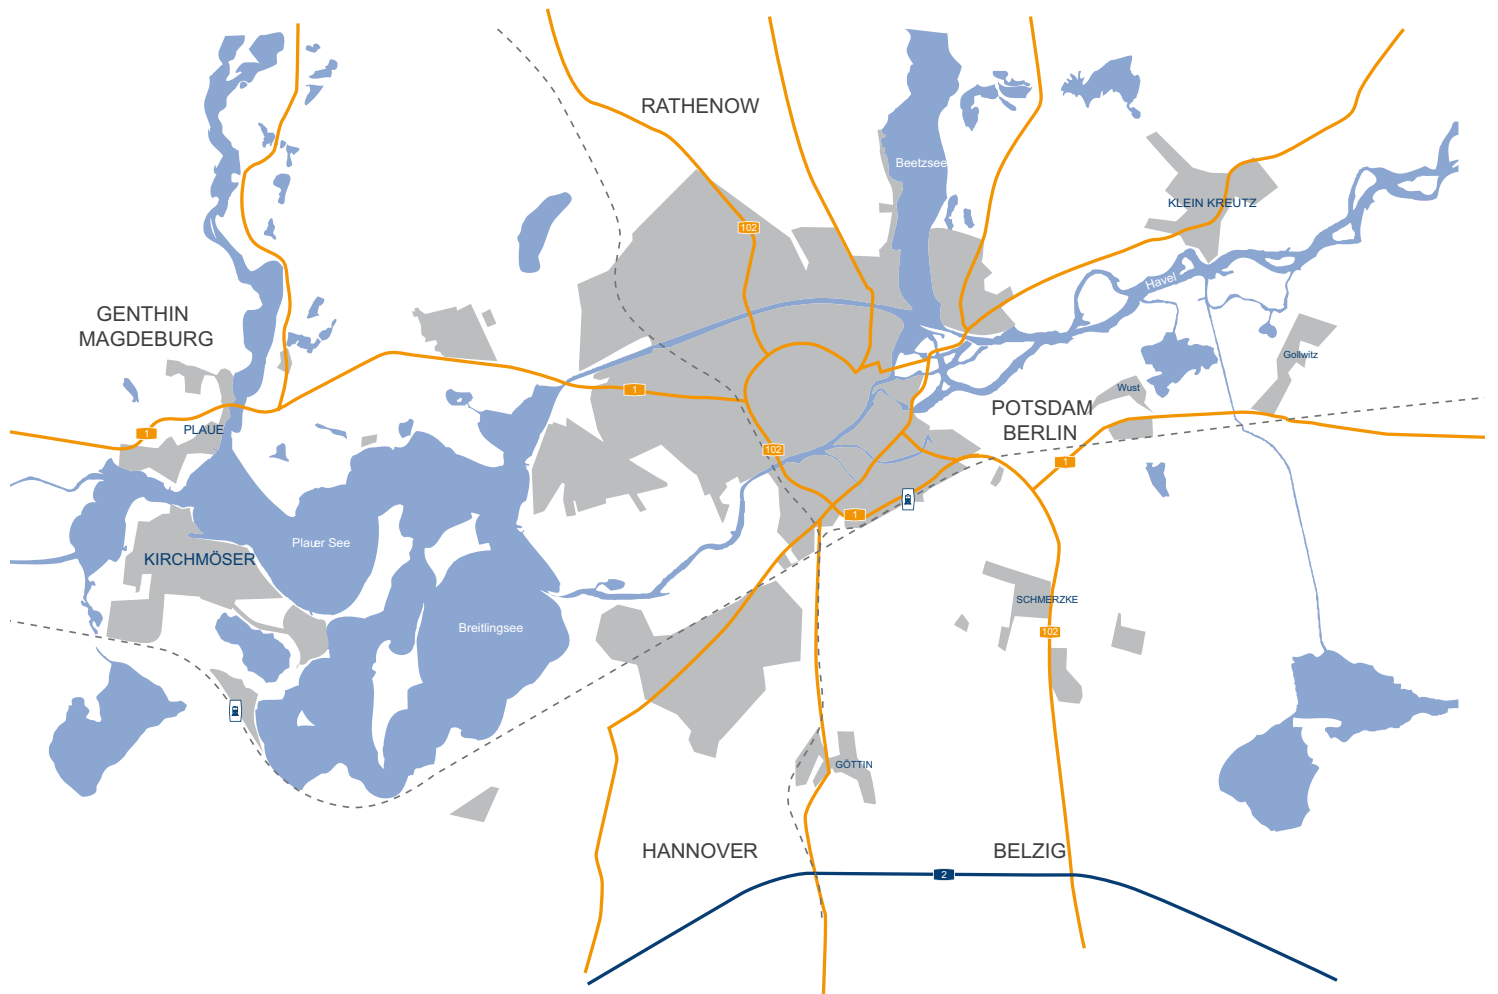 RATHENOW
Beetzsee
KLEIN KREUTZ
102
Havel
GENTHIN
MAGDEBURG
Gollwitz
1
Wust
POTSDAM
BERLIN
PLAUE
1
102
1
1
Plauer See
KIRCHMÖSER
SCHMERZKE
Breitlingsee
102
GÖTTIN
HANNOVER
BELZIG
2